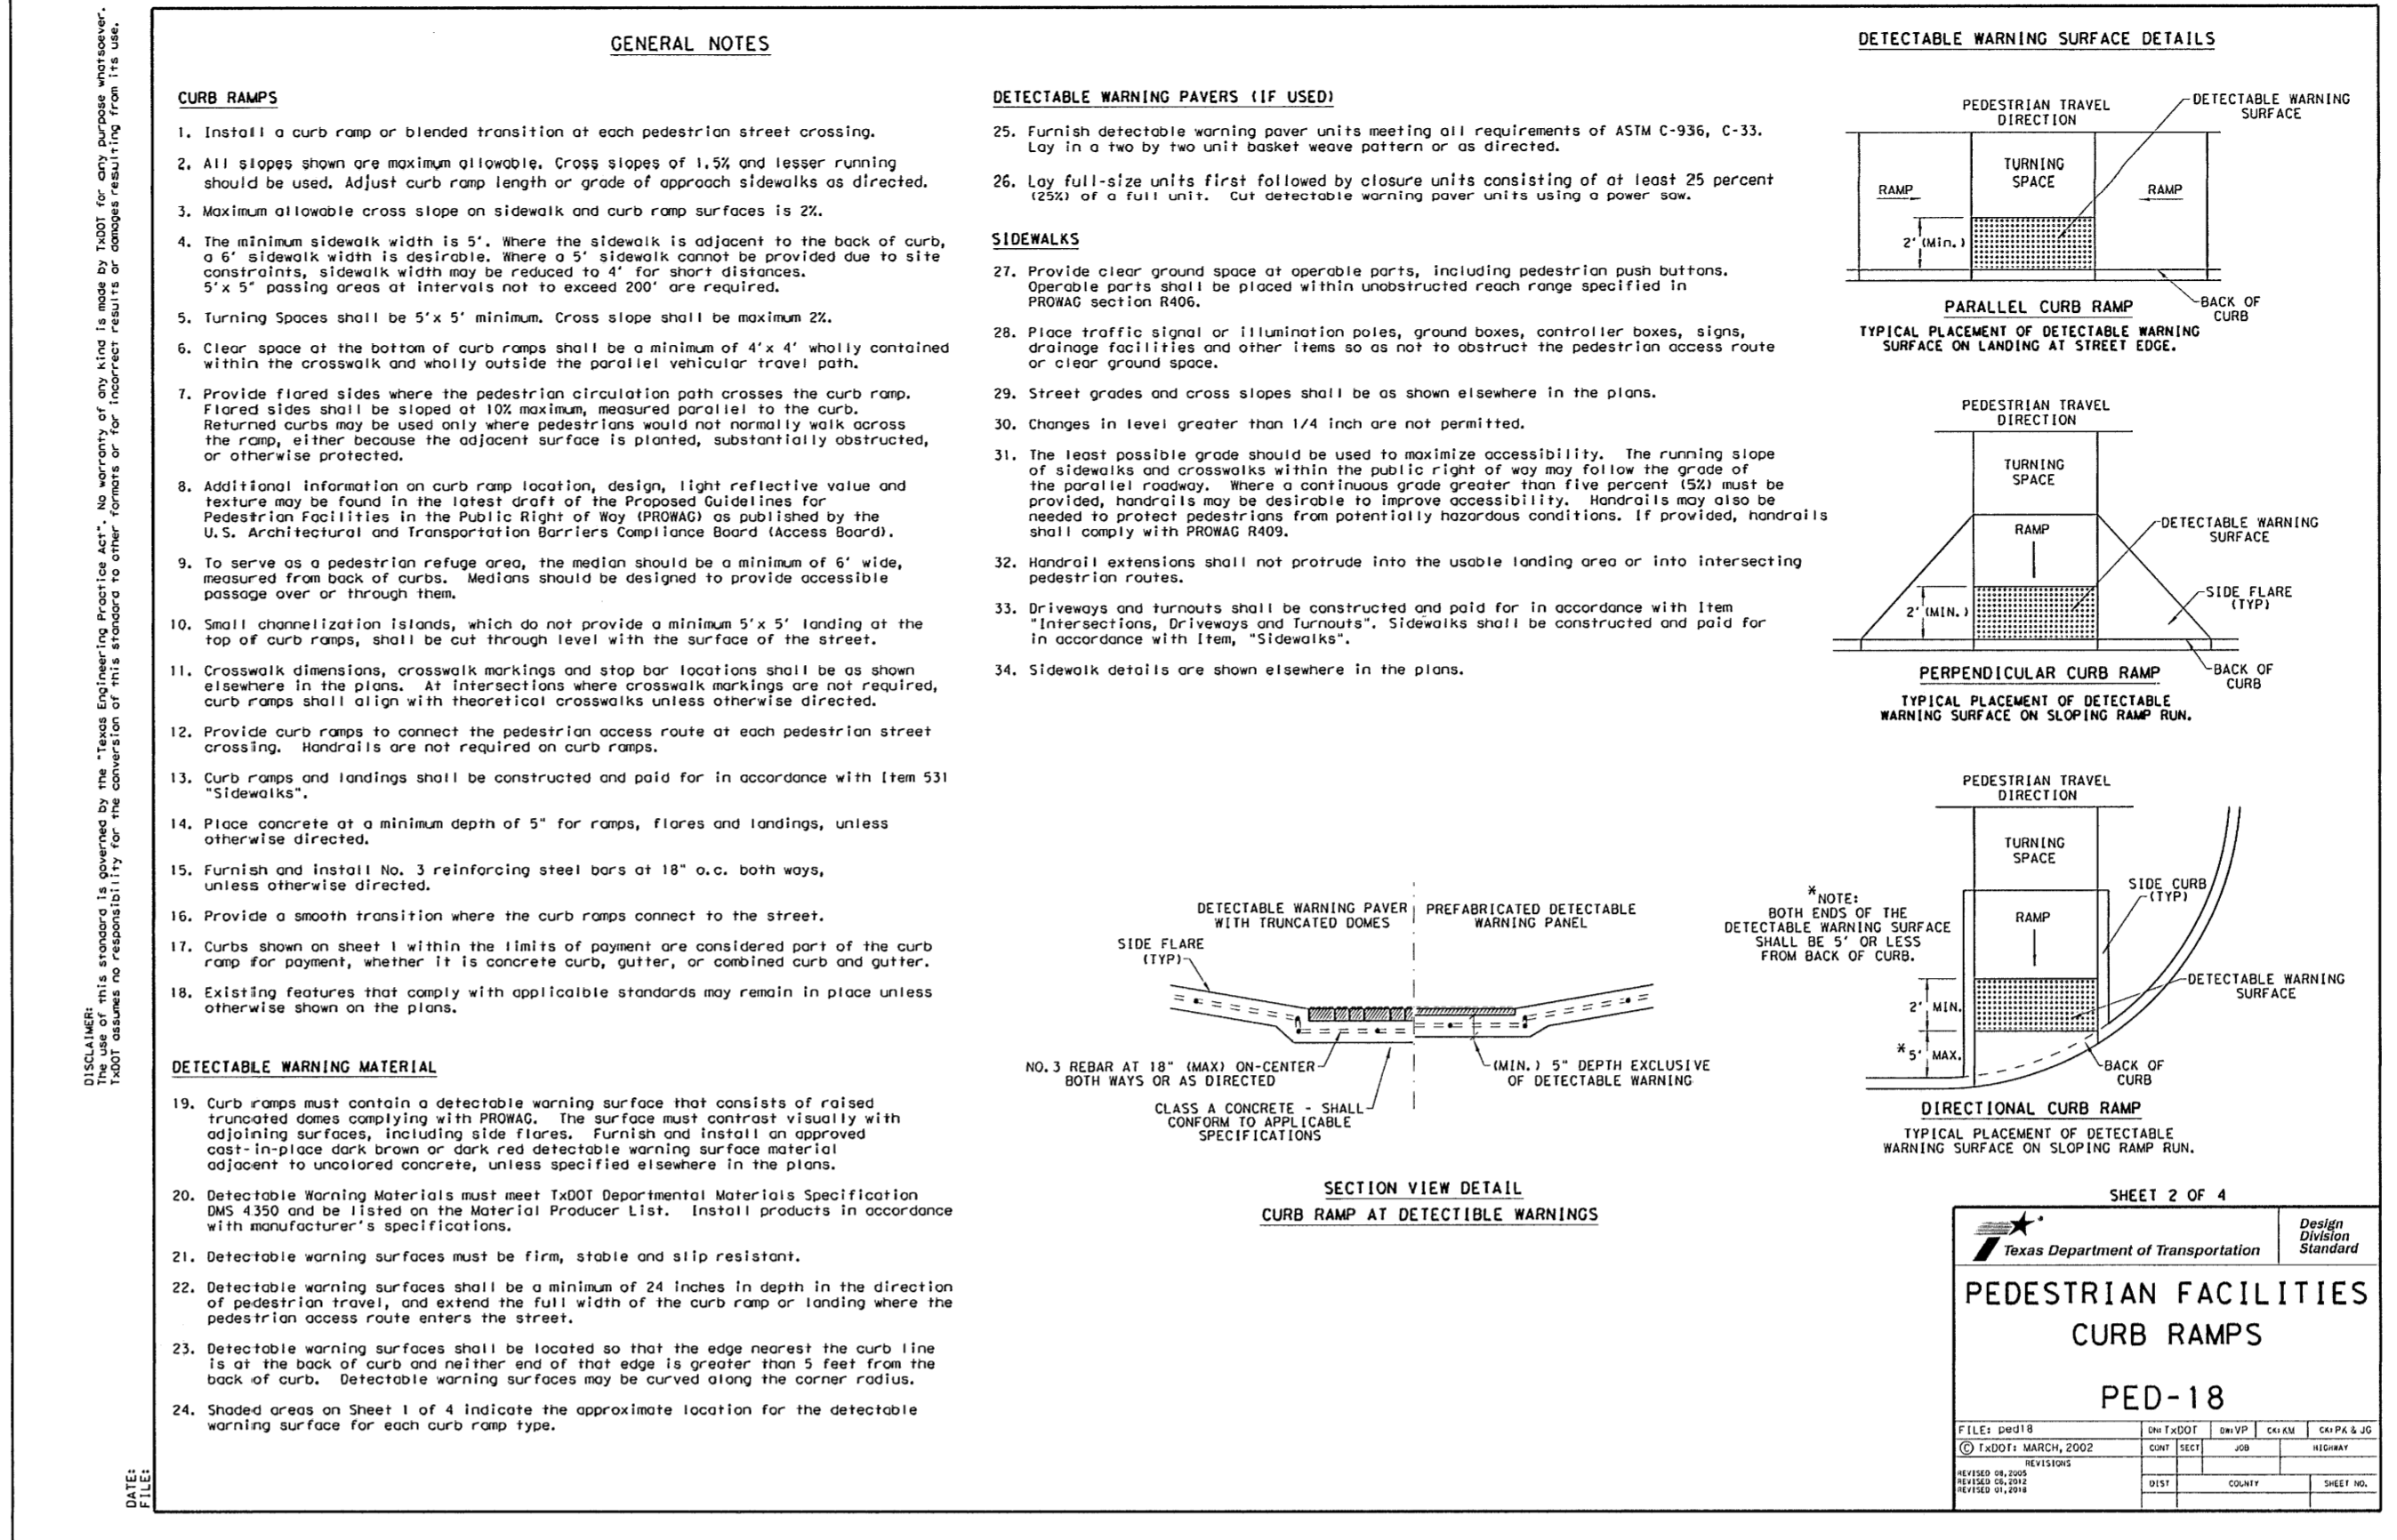 DISCLAIMER:
The use of this standard is governed by the "Texas Engineering Practice Act". No warranty of any kind is made by TxDOT for any purpose whatsoever.
TxDOT assumes no responsibility for the conversion of this standard to other formats or for incorrect results or damages resulting from its use.
DATE:
FILE:
GENERAL NOTES
CURB RAMPS
1. Install a curb ramp or blended transition at each pedestrian street crossing.
2. All slopes shown are maximum allowable. Cross slopes of 1.5% and lesser running
should be used. Adjust curb ramp length or grade of approach sidewalks as directed.
3. Maximum allowable cross slope on sidewalk and curb ramp surfaces is 2%.
4. The minimum sidewalk width is 5'. Where the sidewalk is adjacent to the back of curb,
a 6' sidewalk width is desirable. Where a 5' sidewalk cannot be provided due to site
constraints, sidewalk width may be reduced to 4' for short distances.
5'x 5" passing areas at intervals not to exceed 200' are required.
5. Turning Spaces shall be 5'x 5' minimum. Cross slope shall be maximum 2%.
6. Clear space at the bottom of curb ramps shall be a minimum of 4'x 4' wholly contained
within the crosswalk and wholly outside the parallel vehicular travel path.
7. Provide flared sides where the pedestrian circulation path crosses the curb ramp.
Flared sides shall be sloped at 10% maximum, measured parallel to the curb.
Returned curbs may be used only where pedestrians would not normally walk across
the ramp, either because the adjacent surface is planted, substantially obstructed,
or otherwise protected.
8. Additional information on curb ramp location, design, light reflective value and
texture may be found in the latest draft of the Proposed Guidelines for
Pedestrian Facilities in the Public Right of Way (PROWAG) as published by the
U.S. Architectural and Transportation Barriers Compliance Board (Access Board).
9. To serve as a pedestrian refuge area, the median should be a minimum of 6' wide,
measured from back of curbs. Medians should be designed to provide accessible
passage over or through them.
10. Small channelization islands, which do not provide a minimum 5'x 5' landing at the
top of curb ramps, shall be cut through level with the surface of the street.
11. Crosswalk dimensions, crosswalk markings and stop bar locations shall be as shown
elsewhere in the plans. At intersections where crosswalk markings are not required,
curb ramps shall align with theoretical crosswalks unless otherwise directed.
12. Provide curb ramps to connect the pedestrian access route at each pedestrian street
crossing. Handrails are not required on curb ramps.
13. Curb ramps and landings shall be constructed and paid for in accordance with Item 531
"Sidewalks".
14. Place concrete at a minimum depth of 5" for ramps, flares and landings, unless
otherwise directed.
15. Furnish and install No. 3 reinforcing steel bars at 18" o.c. both ways,
unless otherwise directed.
16. Provide a smooth transition where the curb ramps connect to the street.
17. Curbs shown on sheet 1 within the limits of payment are considered part of the curb
ramp for payment, whether it is concrete curb, gutter, or combined curb and gutter.
18. Existing features that comply with applicalble standards may remain in place unless
otherwise shown on the plans.
DETECTABLE WARNING MATERIAL
19. Curb ramps must contain a detectable warning surface that consists of raised
truncated domes complying with PROWAG. The surface must contrast visually with
adjoining surfaces, including side flares. Furnish and install an approved
cast-in-place dark brown or dark red detectable warning surface material
adjacent to uncolored concrete, unless specified elsewhere in the plans.
20. Detectable Warning Materials must meet TxDOT Departmental Materials Specification
DMS 4350 and be listed on the Material Producer List. Install products in accordance
with manufacturer's specifications.
21. Detectable warning surfaces must be firm, stable and slip resistant.
22. Detectable warning surfaces shall be a minimum of 24 inches in depth in the direction
of pedestrian travel, and extend the full width of the curb ramp or landing where the
pedestrian access route enters the street.
23. Detectable warning surfaces shall be located so that the edge nearest the curb line
is at the back of curb and neither end of that edge is greater than 5 feet from the
back of curb. Detectable warning surfaces may be curved along the corner radius.
24. Shaded areas on Sheet 1 of 4 indicate the approximate location for the detectable
warning surface for each curb ramp type.
DETECTABLE WARNING PAVERS (IF USED)
25. Furnish detectable warning paver units meeting all requirements of ASTM C-936, C-33.
Lay in a two by two unit basket weave pattern or as directed.
26. Lay full-size units first followed by closure units consisting of at least 25 percent
(25%) of a full unit. Cut detectable warning paver units using a power saw.
SIDEWALKS
27. Provide clear ground space at operable parts, including pedestrian push buttons.
Operable parts shall be placed within unobstructed reach range specified in
PROWAG section R406.
28. Place traffic signal or illumination poles, ground boxes, controller boxes, signs,
drainage facilities and other items so as not to obstruct the pedestrian access route
or clear ground space.
29. Street grades and cross slopes shall be as shown elsewhere in the plans.
30. Changes in level greater than 1/4 inch are not permitted.
31. The least possible grade should be used to maximize accessibility. The running slope
of sidewalks and crosswalks within the public right of way may follow the grade of
the parallel roadway. Where a continuous grade greater than five percent (5%) must be
provided, handrails may be desirable to improve accessibility. Handrails may also be
needed to protect pedestrians from potentially hazardous conditions. If provided, handrails
shall comply with PROWAG R409.
32. Handrail extensions shall not protrude into the usable landing area or into intersecting
pedestrian routes.
33. Driveways and turnouts shall be constructed and paid for in accordance with Item
"Intersections, Driveways and Turnouts". Sidewalks shall be constructed and paid for
in accordance with Item, "Sidewalks".
34. Sidewalk details are shown elsewhere in the plans.
DETECTABLE WARNING PAVER
WITH TRUNCATED DOMES
PREFABRICATED DETECTABLE
WARNING PANEL
SIDE FLARE
(TYP)
NO.3 REBAR AT 18" (MAX) ON-CENTER
BOTH WAYS OR AS DIRECTED
(MIN.) 5" DEPTH EXCLUSIVE
OF DETECTABLE WARNING
CLASS A CONCRETE - SHALL
CONFORM TO APPLICABLE
SPECIFICATIONS
SECTION VIEW DETAIL
CURB RAMP AT DETECTIBLE WARNINGS
DETECTABLE WARNING SURFACE DETAILS
PEDESTRIAN TRAVEL
DIRECTION
DETECTABLE WARNING
SURFACE
TURNING
SPACE
RAMP
RAMP
2' (Min.)
BACK OF
CURB
PARALLEL CURB RAMP
TYPICAL PLACEMENT OF DETECTABLE WARNING
SURFACE ON LANDING AT STREET EDGE.
PEDESTRIAN TRAVEL
DIRECTION
TURNING
SPACE
RAMP
DETECTABLE WARNING
SURFACE
2' (MIN.)
SIDE FLARE
(TYP)
BACK OF
CURB
PERPENDICULAR CURB RAMP
TYPICAL PLACEMENT OF DETECTABLE
WARNING SURFACE ON SLOPING RAMP RUN.
PEDESTRIAN TRAVEL
DIRECTION
TURNING
SPACE
SIDE CURB
(TYP)
*NOTE:
BOTH ENDS OF THE
DETECTABLE WARNING SURFACE
SHALL BE 5' OR LESS
FROM BACK OF CURB.
RAMP
DETECTABLE WARNING
SURFACE
2' MIN.
*5' MAX.
BACK OF
CURB
DIRECTIONAL CURB RAMP
TYPICAL PLACEMENT OF DETECTABLE
WARNING SURFACE ON SLOPING RAMP RUN.
SHEET 2 OF 4
Texas Department of Transportation
Design
Division
Standard
PEDESTRIAN FACILITIES
CURB RAMPS
PED-18
FILE: ped18
DN: TxDOT
DW: VP
CK: KM
CK: PK & JG
© TxDOT: MARCH, 2002
CONT
SECT
JOB
HIGHWAY
REVISIONS
REVISED 08,2005
REVISED 06,2012
REVISED 01,2018
DIST
COUNTY
SHEET NO.